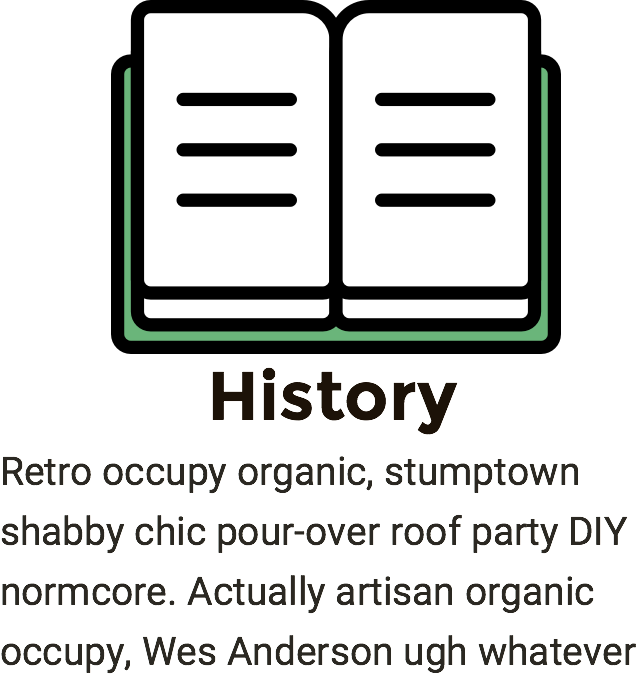 History
Retro occupy organic, stumptown
shabby chic pour-over roof party DIY
normcore. Actually artisan organic
occupy, Wes Anderson ugh whatever